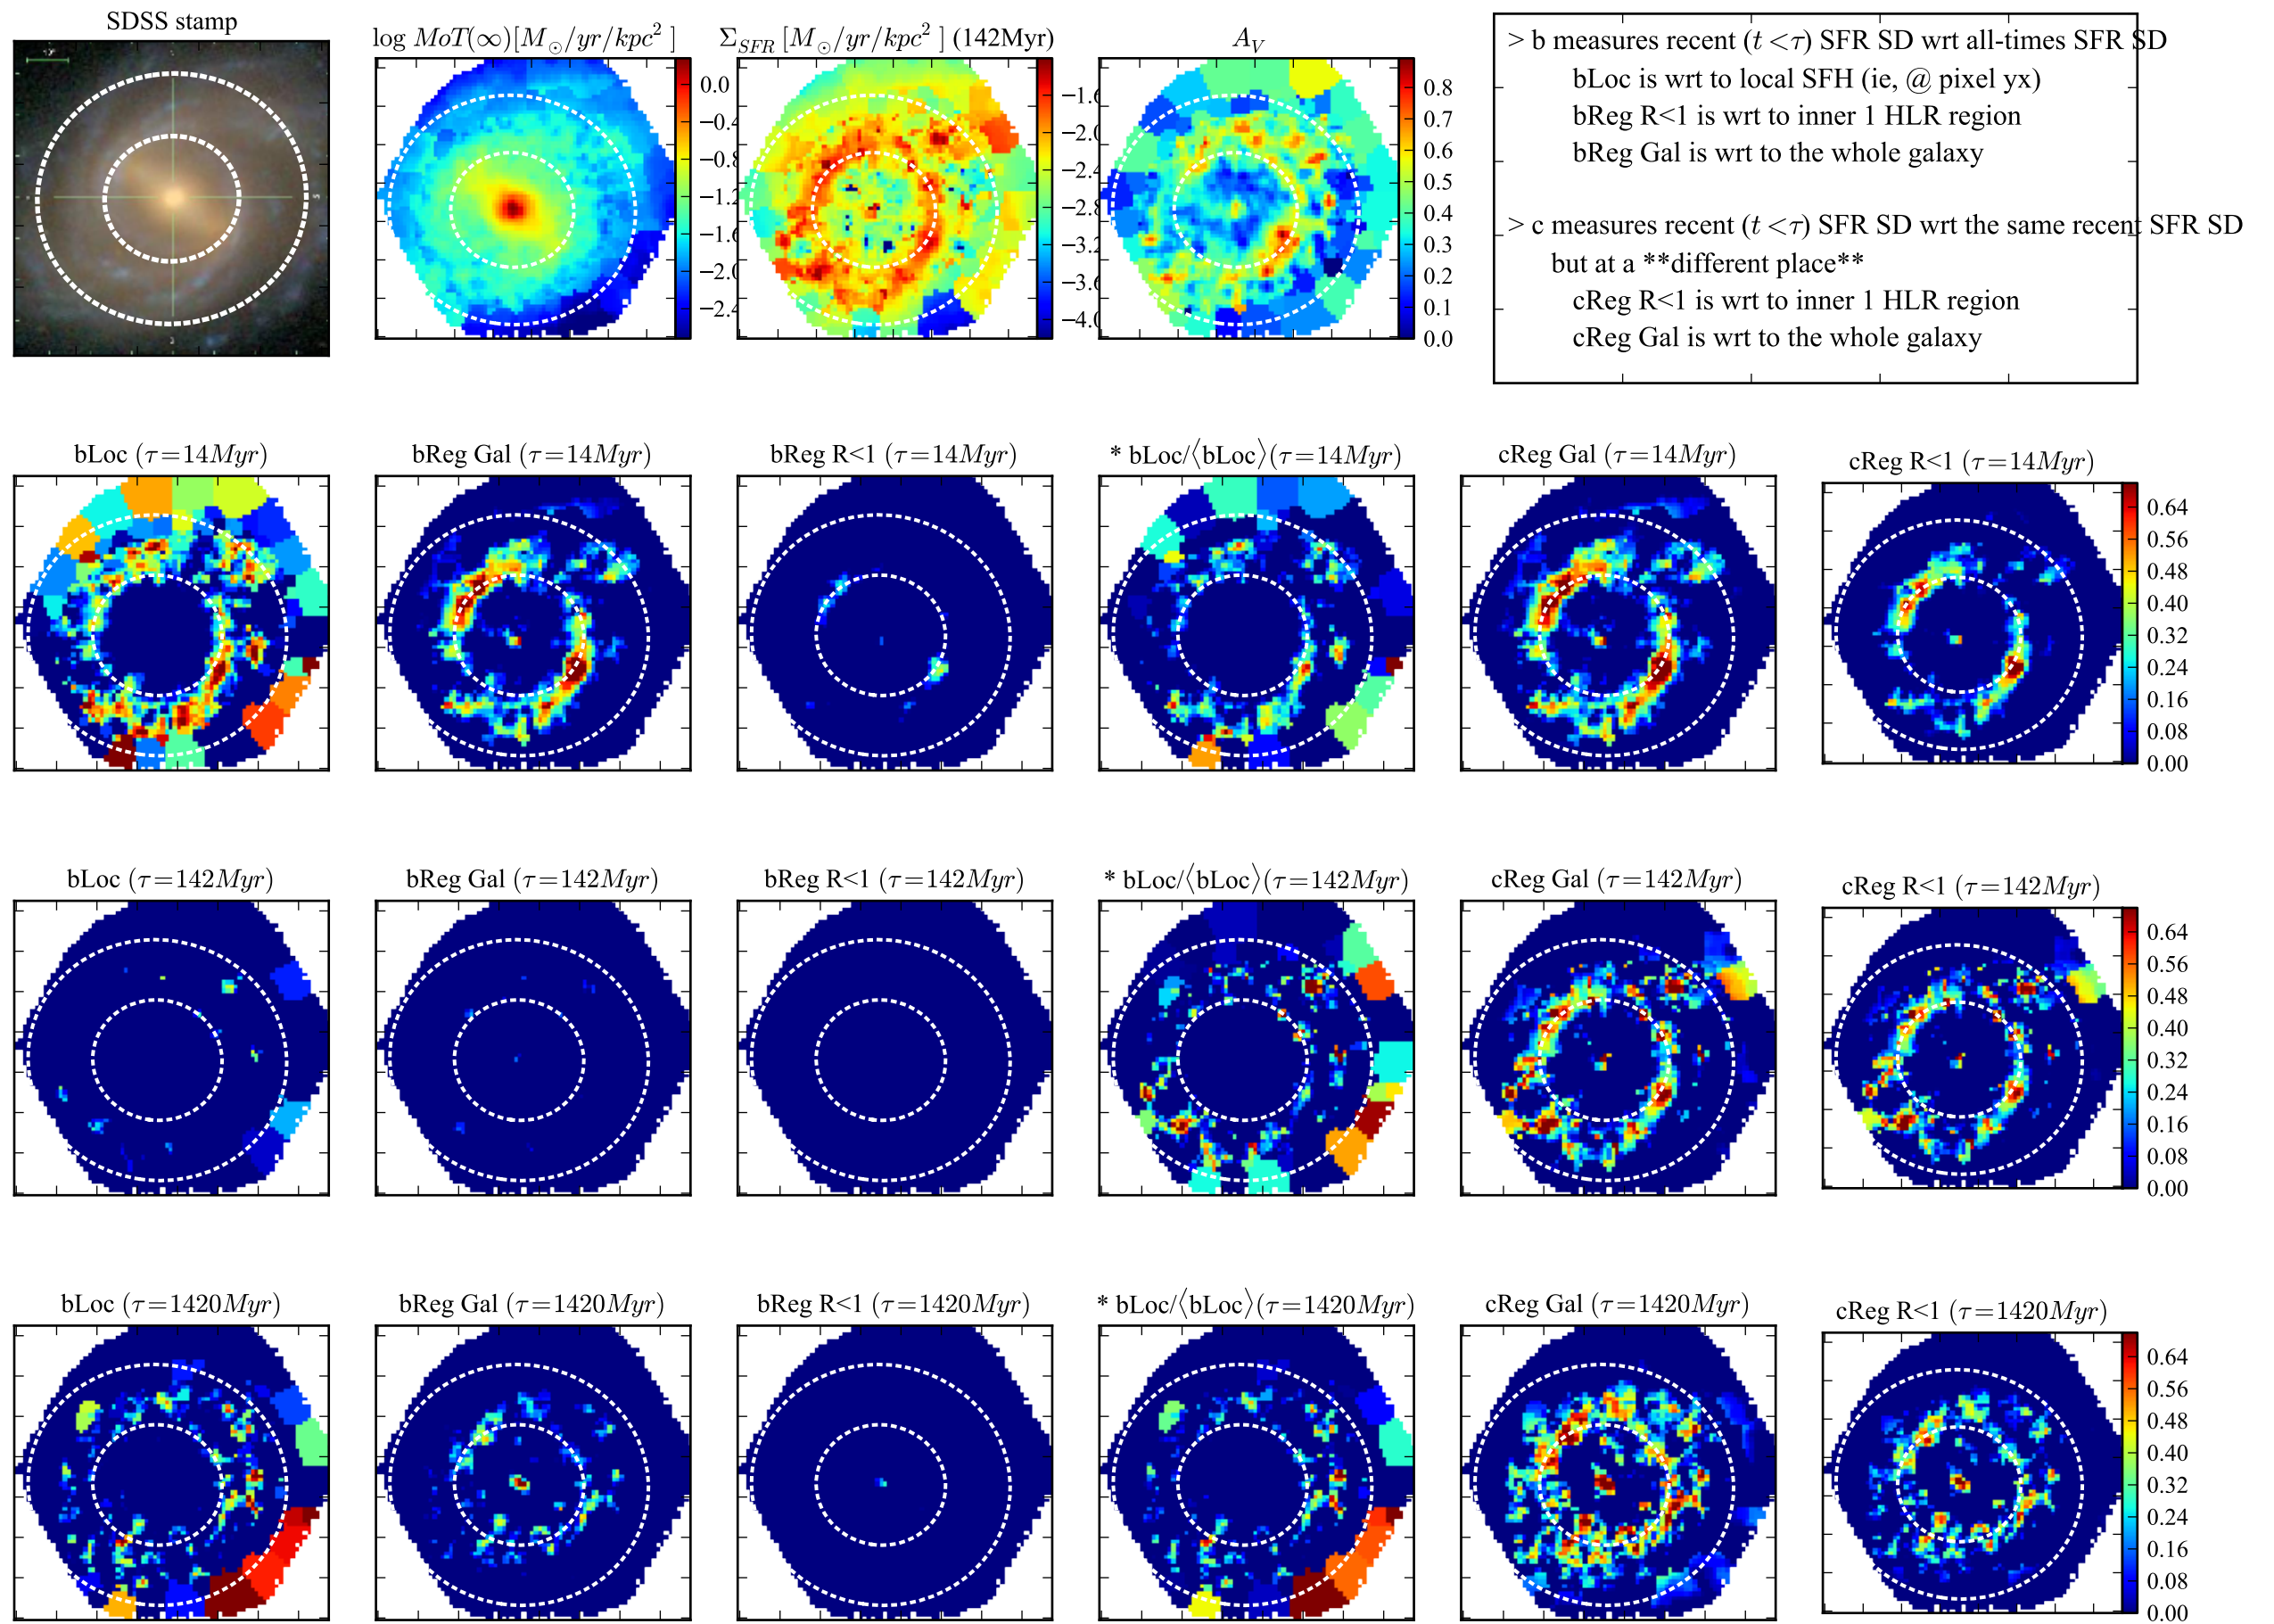 SDSS stamp
log MoT(∞)[M⊙/yr/kpc² ]
Σ_SFR [M⊙/yr/kpc² ] (142Myr)
A_V
0.0
−0.4
−0.8
−1.2
−1.6
−2.0
−2.4
−1.6
−2.0
−2.4
−2.8
−3.2
−3.6
−4.0
0.8
0.7
0.6
0.5
0.4
0.3
0.2
0.1
0.0
> b measures recent (t <τ) SFR SD wrt all-times SFR SD
bLoc is wrt to local SFH (ie, @ pixel yx)
bReg R<1 is wrt to inner 1 HLR region
bReg Gal is wrt to the whole galaxy
> c measures recent (t <τ) SFR SD wrt the same recent SFR SD
but at a **different place**
cReg R<1 is wrt to inner 1 HLR region
cReg Gal is wrt to the whole galaxy
bLoc (τ=14Myr)
bReg Gal (τ=14Myr)
bReg R<1 (τ=14Myr)
* bLoc/⟨bLoc⟩(τ=14Myr)
cReg Gal (τ=14Myr)
cReg R<1 (τ=14Myr)
0.64
0.56
0.48
0.40
0.32
0.24
0.16
0.08
0.00
bLoc (τ=142Myr)
bReg Gal (τ=142Myr)
bReg R<1 (τ=142Myr)
* bLoc/⟨bLoc⟩(τ=142Myr)
cReg Gal (τ=142Myr)
cReg R<1 (τ=142Myr)
0.64
0.56
0.48
0.40
0.32
0.24
0.16
0.08
0.00
bLoc (τ=1420Myr)
bReg Gal (τ=1420Myr)
bReg R<1 (τ=1420Myr)
* bLoc/⟨bLoc⟩(τ=1420Myr)
cReg Gal (τ=1420Myr)
cReg R<1 (τ=1420Myr)
0.64
0.56
0.48
0.40
0.32
0.24
0.16
0.08
0.00